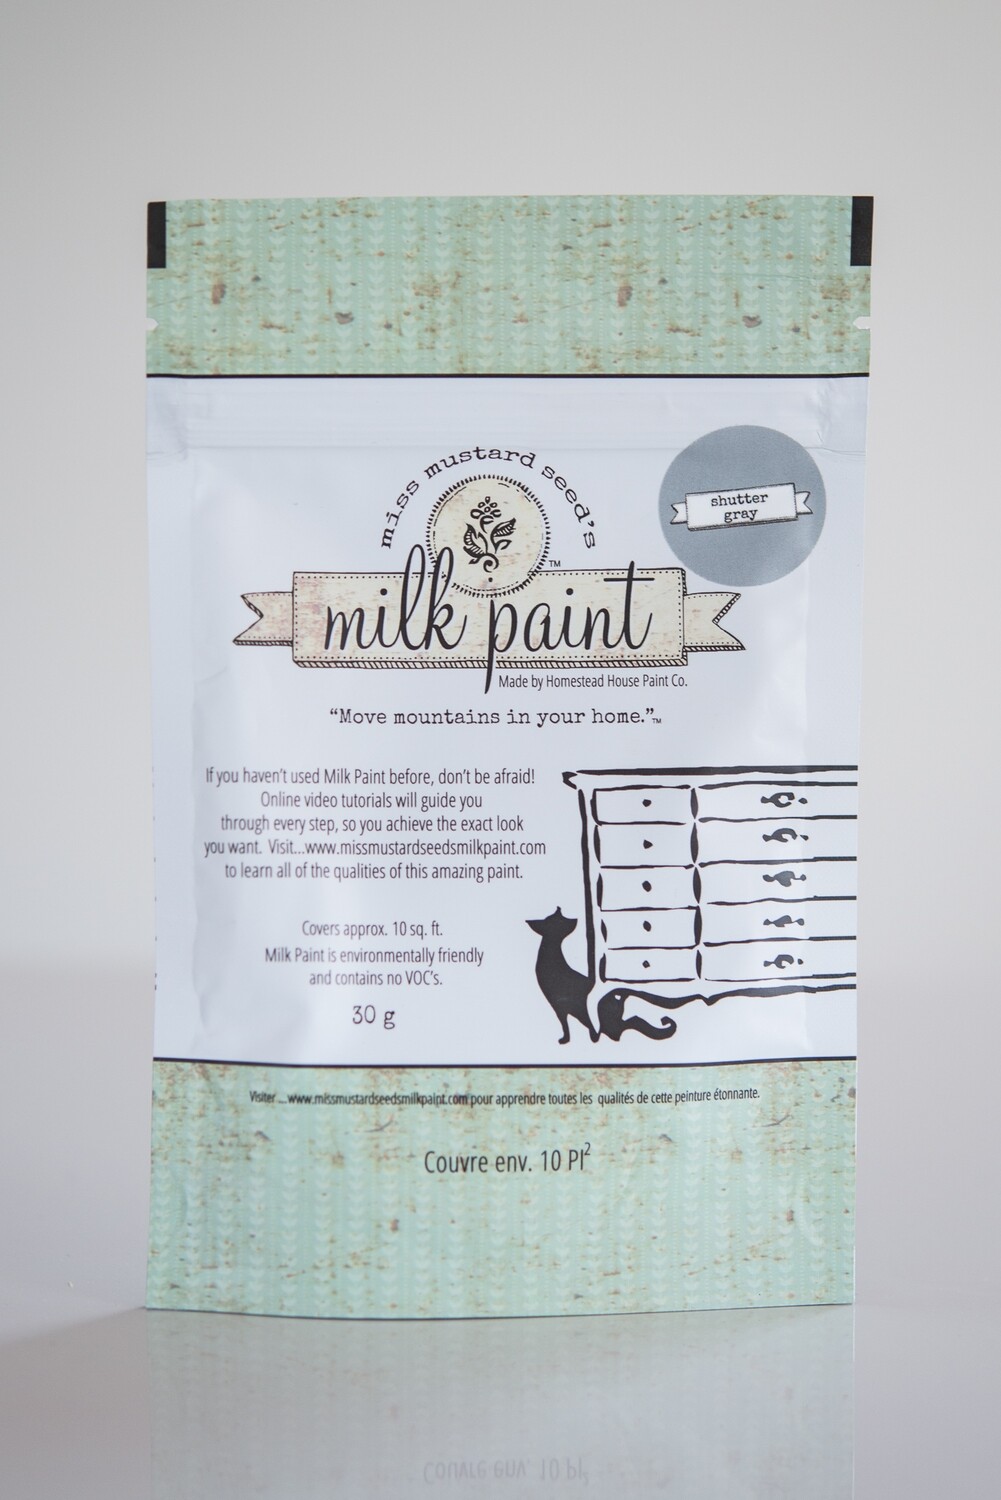 miss mustard seed's
milk paint
TM
Made by Homestead House Paint Co.
"Move mountains in your home."TM
shutter
gray
If you haven't used Milk Paint before, don't be afraid!
Online video tutorials will guide you
through every step, so you achieve the exact look
you want. Visit...www.missmustardseedsmilkpaint.com
to learn all of the qualities of this amazing paint.
Covers approx. 10 sq. ft.
Milk Paint is environmentally friendly
and contains no VOC's.
30 g
Visiter ... www.missmustardseedsmilkpaint.com pour apprendre toutes les qualités de cette peinture étonnante.
Couvre env. 10 PI²